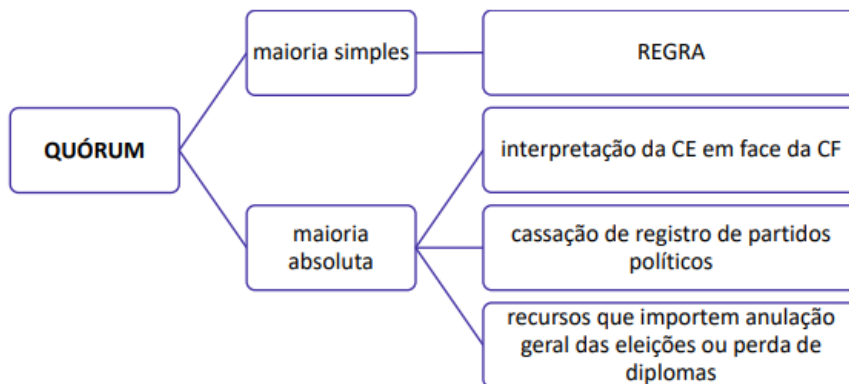 QUÓRUM
maioria simples
REGRA
maioria
absoluta
interpretação da CE em face da CF
cassação de registro de partidos
políticos
recursos que importem anulação
geral das eleições ou perda de
diplomas